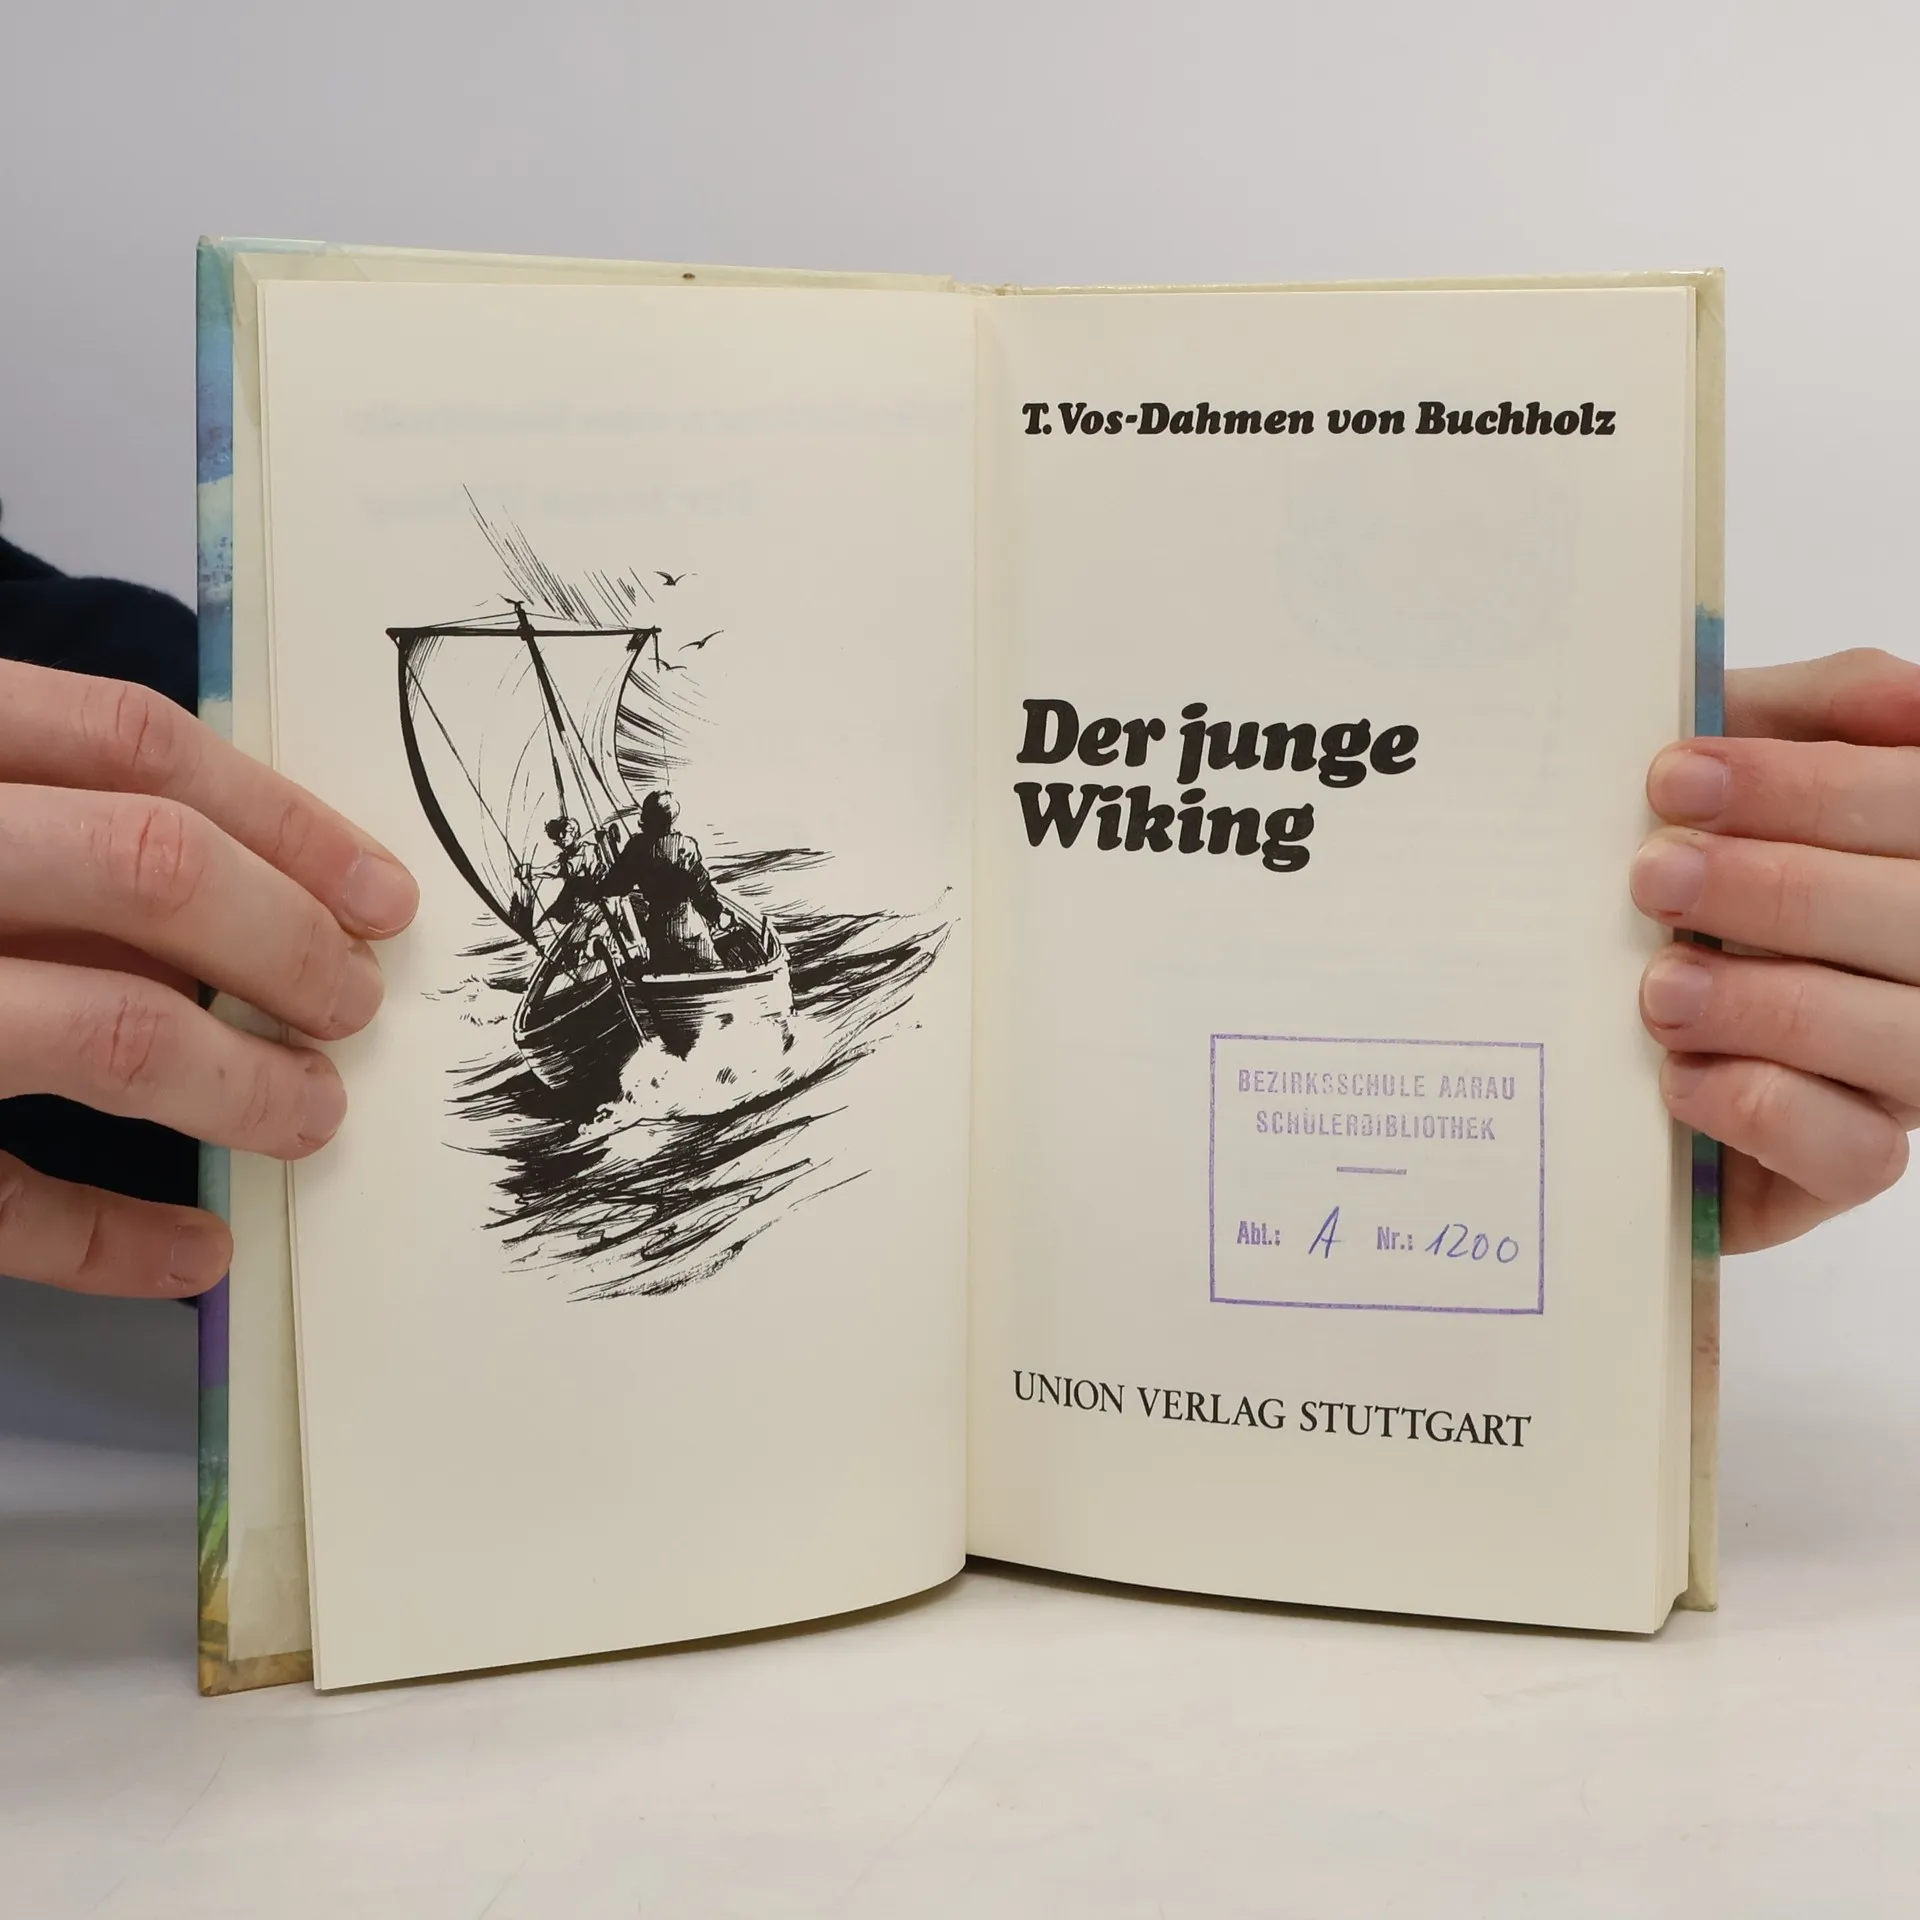 T. Vos-Dahmen von Buchholz
Der junge
Wiking
BEZIRKSSCHULE AARAU
SCHÜLERBIBLIOTHEK
Abt.: A Nr.: 1200
UNION VERLAG STUTTGART